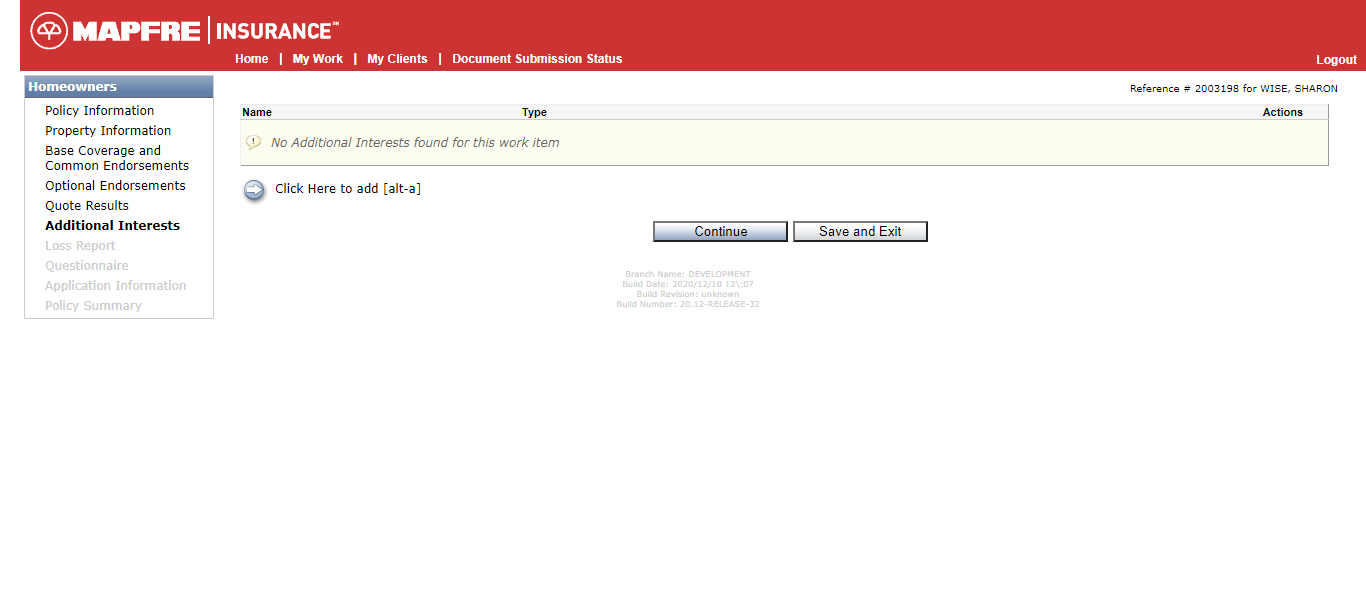 MAPFRE | INSURANCE℠
Home | My Work | My Clients | Document Submission Status
Logout
Homeowners
Policy Information
Property Information
Base Coverage and
Common Endorsements
Optional Endorsements
Quote Results
Additional Interests
Loss Report
Questionnaire
Application Information
Policy Summary
Reference # 2003198 for WISE, SHARON
Name Type Actions
No Additional Interests found for this work item
Click Here to add [alt-a]
Continue Save and Exit
Branch Name: DEVELOPMENT
Build Date: 2020/12/10 12\:07
Build Revision: unknown
Build Number: 20.12-RELEASE-32